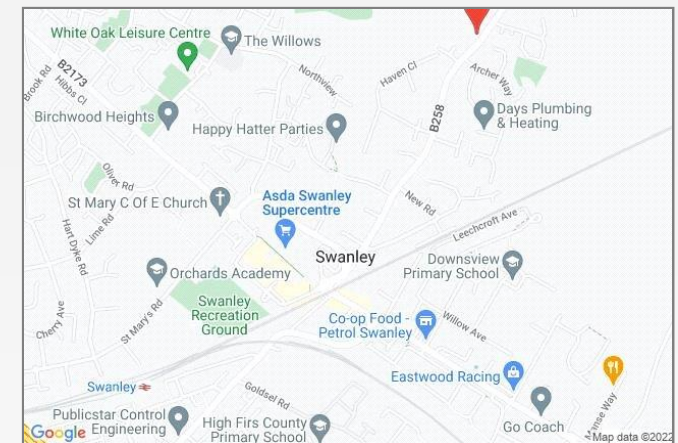 White Oak Leisure Centre
The Willows
B2173
Hibbs Cl
Brook Rd
Northview
Haven Cl
Archer Way
Birchwood Heights
Happy Hatter Parties
B258
Days Plumbing
& Heating
Oliver Rd
St Mary C Of E Church
Lime Rd
Hart Dyke Rd
Asda Swanley
Supercentre
New Rd
Leechcroft Ave
Swanley
Downsview
Primary School
Orchards Academy
Swanley
Recreation
Ground
Cherry Ave
St Mary's Rd
Co-op Food -
Petrol Swanley
Willow Ave
Swanley
Eastwood Racing
Goldsel Rd
Publicstar Control
Engineering
High Firs County
Primary School
Go Coach
Manse Way
Google
Map data ©2022